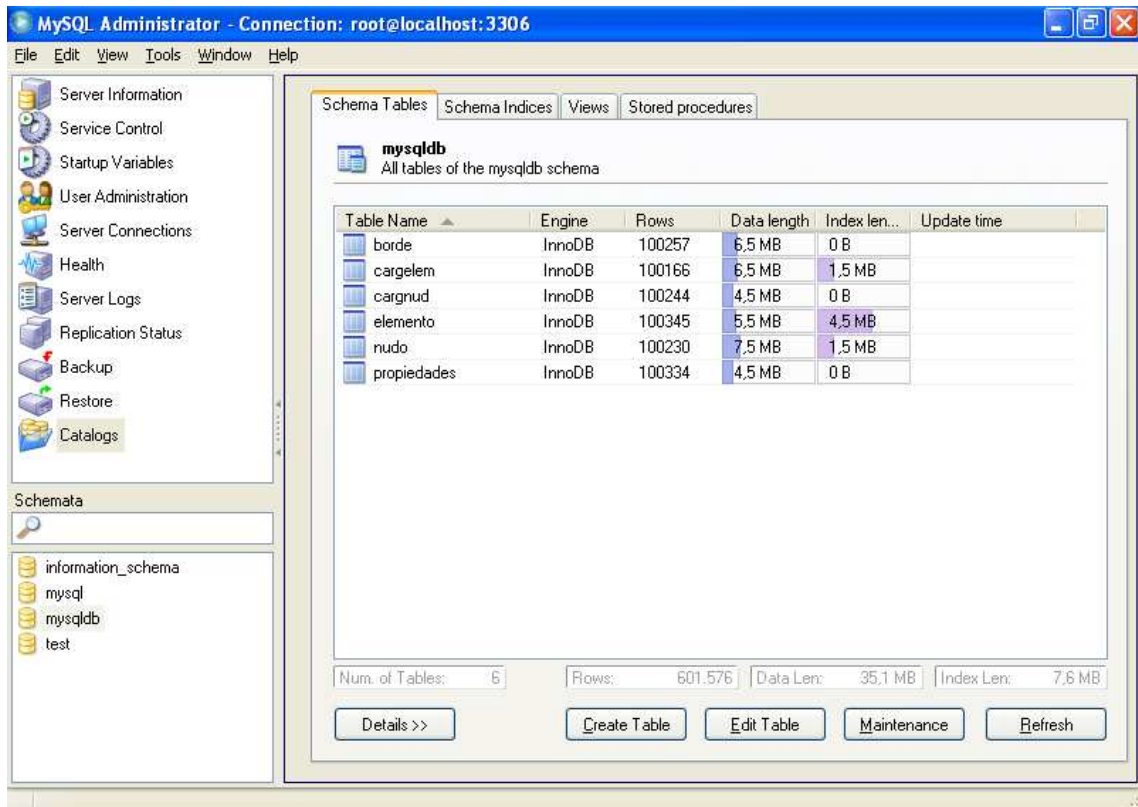 MySQL Administrator - Connection: root@localhost:3306
File Edit View Tools Window Help
Server Information
Service Control
Startup Variables
User Administration
Server Connections
Health
Server Logs
Replication Status
Backup
Restore
Catalogs
Schemata
information_schema
mysql
mysqldb
test
Schema Tables Schema Indices Views Stored procedures
mysqldb
All tables of the mysqldb schema
Table Name Engine Rows Data length Index len... Update time
borde InnoDB 100257 6,5 MB 0 B
cargelem InnoDB 100166 6,5 MB 1,5 MB
cargnud InnoDB 100244 4,5 MB 0 B
elemento InnoDB 100345 5,5 MB 4,5 MB
nudo InnoDB 100230 7,5 MB 1,5 MB
propiedades InnoDB 100334 4,5 MB 0 B
Num. of Tables: 6 Rows: 601.576 Data Len: 35,1 MB Index Len: 7,6 MB
Details >> Create Table Edit Table Maintenance Refresh